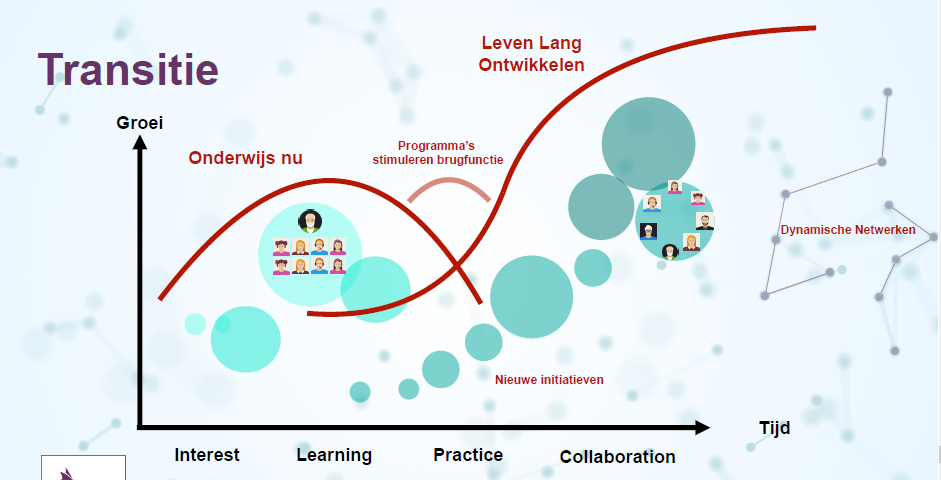 Transitie
Leven Lang
Ontwikkelen
Groei
Onderwijs nu
Programma's
stimuleren brugfunctie
Dynamische Netwerken
Nieuwe initiatieven
Tijd
Interest
Learning
Practice
Collaboration